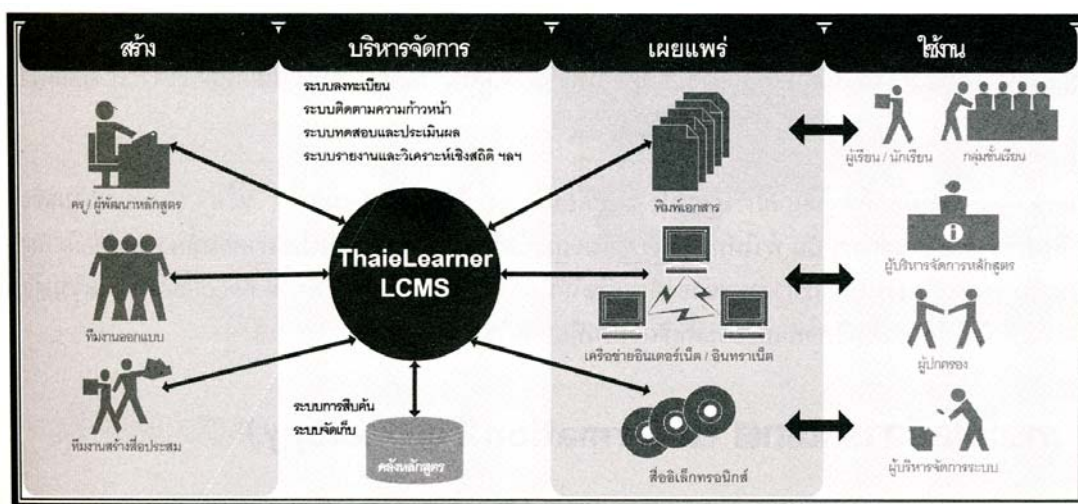 สร้าง
บริหารจัดการ
เผยแพร่
ใช้งาน
ครู / ผู้พัฒนาหลักสูตร
ทีมงานออกแบบ
ทีมงานสร้างสื่อประสม
ระบบลงทะเบียน
ระบบติดตามความก้าวหน้า
ระบบทดสอบและประเมินผล
ระบบรายงานและวิเคราะห์เชิงสถิติ ฯลฯ
ThaieLearner
LCMS
ระบบการสืบค้น
ระบบจัดเก็บ
คลังหลักสูตร
พิมพ์เอกสาร
เครือข่ายอินเตอร์เน็ต / อินทราเน็ต
สื่ออิเล็กทรอนิกส์
ผู้เรียน / นักเรียน
กลุ่มชั้นเรียน
ผู้บริหารจัดการหลักสูตร
ผู้ปกครอง
ผู้บริหารจัดการระบบ